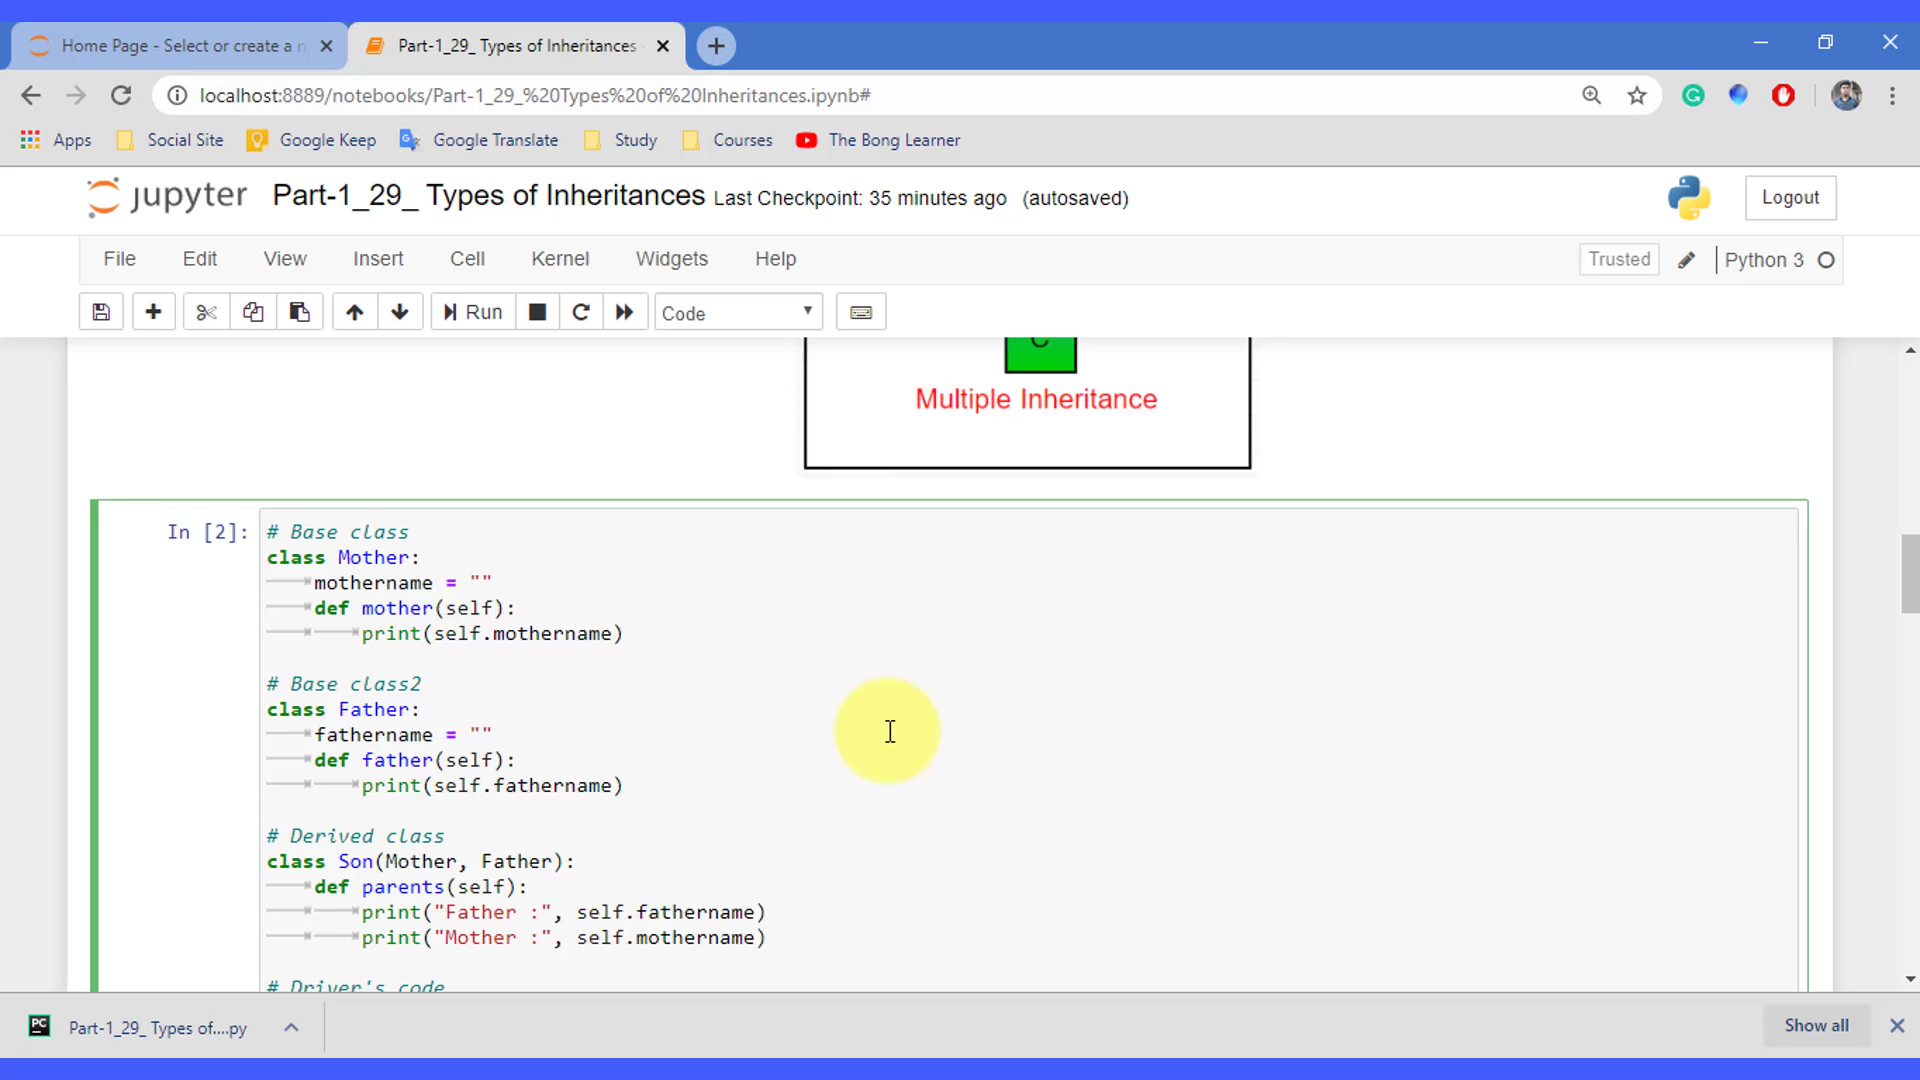 Home Page - Select or create a n
Part-1_29_ Types of Inheritances
localhost:8889/notebooks/Part-1_29_%20Types%20of%20Inheritances.ipynb#
Apps Social Site Google Keep Google Translate Study Courses The Bong Learner
jupyter Part-1_29_ Types of Inheritances Last Checkpoint: 35 minutes ago (autosaved) Logout
File Edit View Insert Cell Kernel Widgets Help Trusted Python 3
Run Code
C
Multiple Inheritance
In [2]: # Base class
class Mother:
mothername = ""
def mother(self):
print(self.mothername)
# Base class2
class Father:
fathername = ""
def father(self):
print(self.fathername)
# Derived class
class Son(Mother, Father):
def parents(self):
print("Father :", self.fathername)
print("Mother :", self.mothername)
# Driver's code
PC Part-1_29_ Types of....py Show all